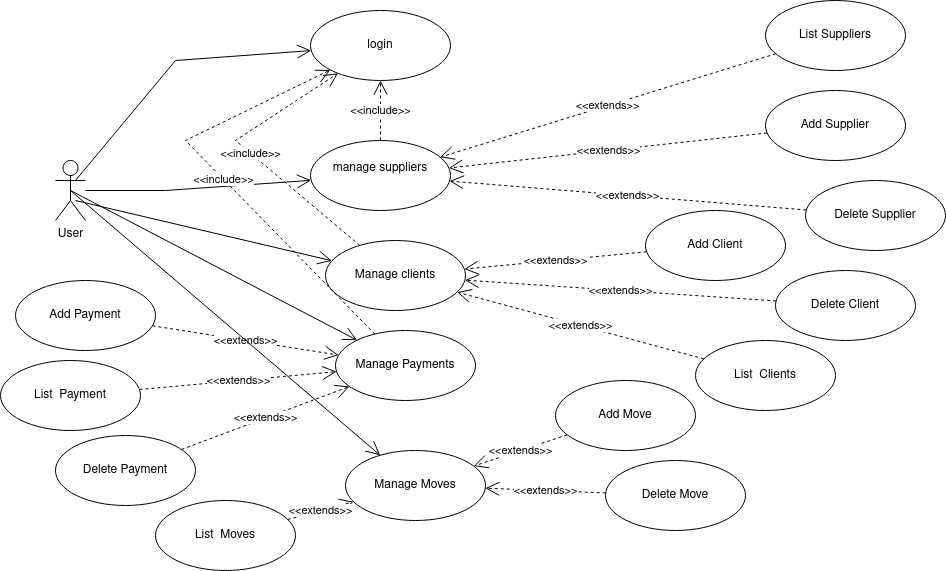 List Suppliers
login
<<extends>>
<<include>>
Add Supplier
<<include>>
<<extends>>
manage suppliers
<<include>>
<<extends>>
Delete Supplier
User
Add Client
<<extends>>
Manage clients
<<extends>>
Delete Client
Add Payment
<<extends>>
<<extends>>
Manage Payments
List  Clients
<<extends>>
List  Payment
Add Move
<<extends>>
<<extends>>
Delete Payment
Manage Moves
<<extends>>
Delete Move
<<extends>>
List  Moves